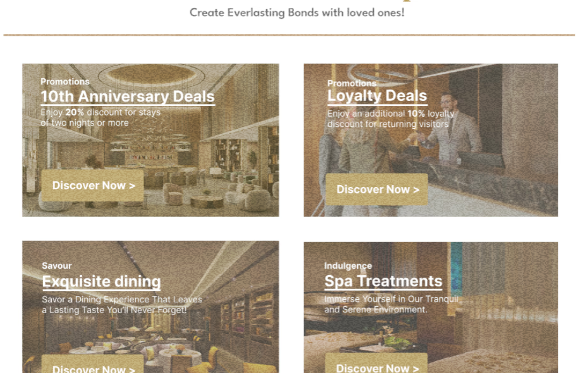 Create Everlasting Bonds with loved ones!
Promotions
10th Anniversary Deals
Enjoy 20% discount for stays
of two nights or more
Discover Now >
Promotions
Loyalty Deals
Enjoy an additional 10% loyalty
discount for returning visitors
Discover Now >
Savour
Exquisite dining
Savor a Dining Experience That Leaves
a Lasting Taste You'll Never Forget!
Discover Now >
Indulgence
Spa Treatments
Immerse Yourself in Our Tranquil
and Serene Environment.
Discover Now >